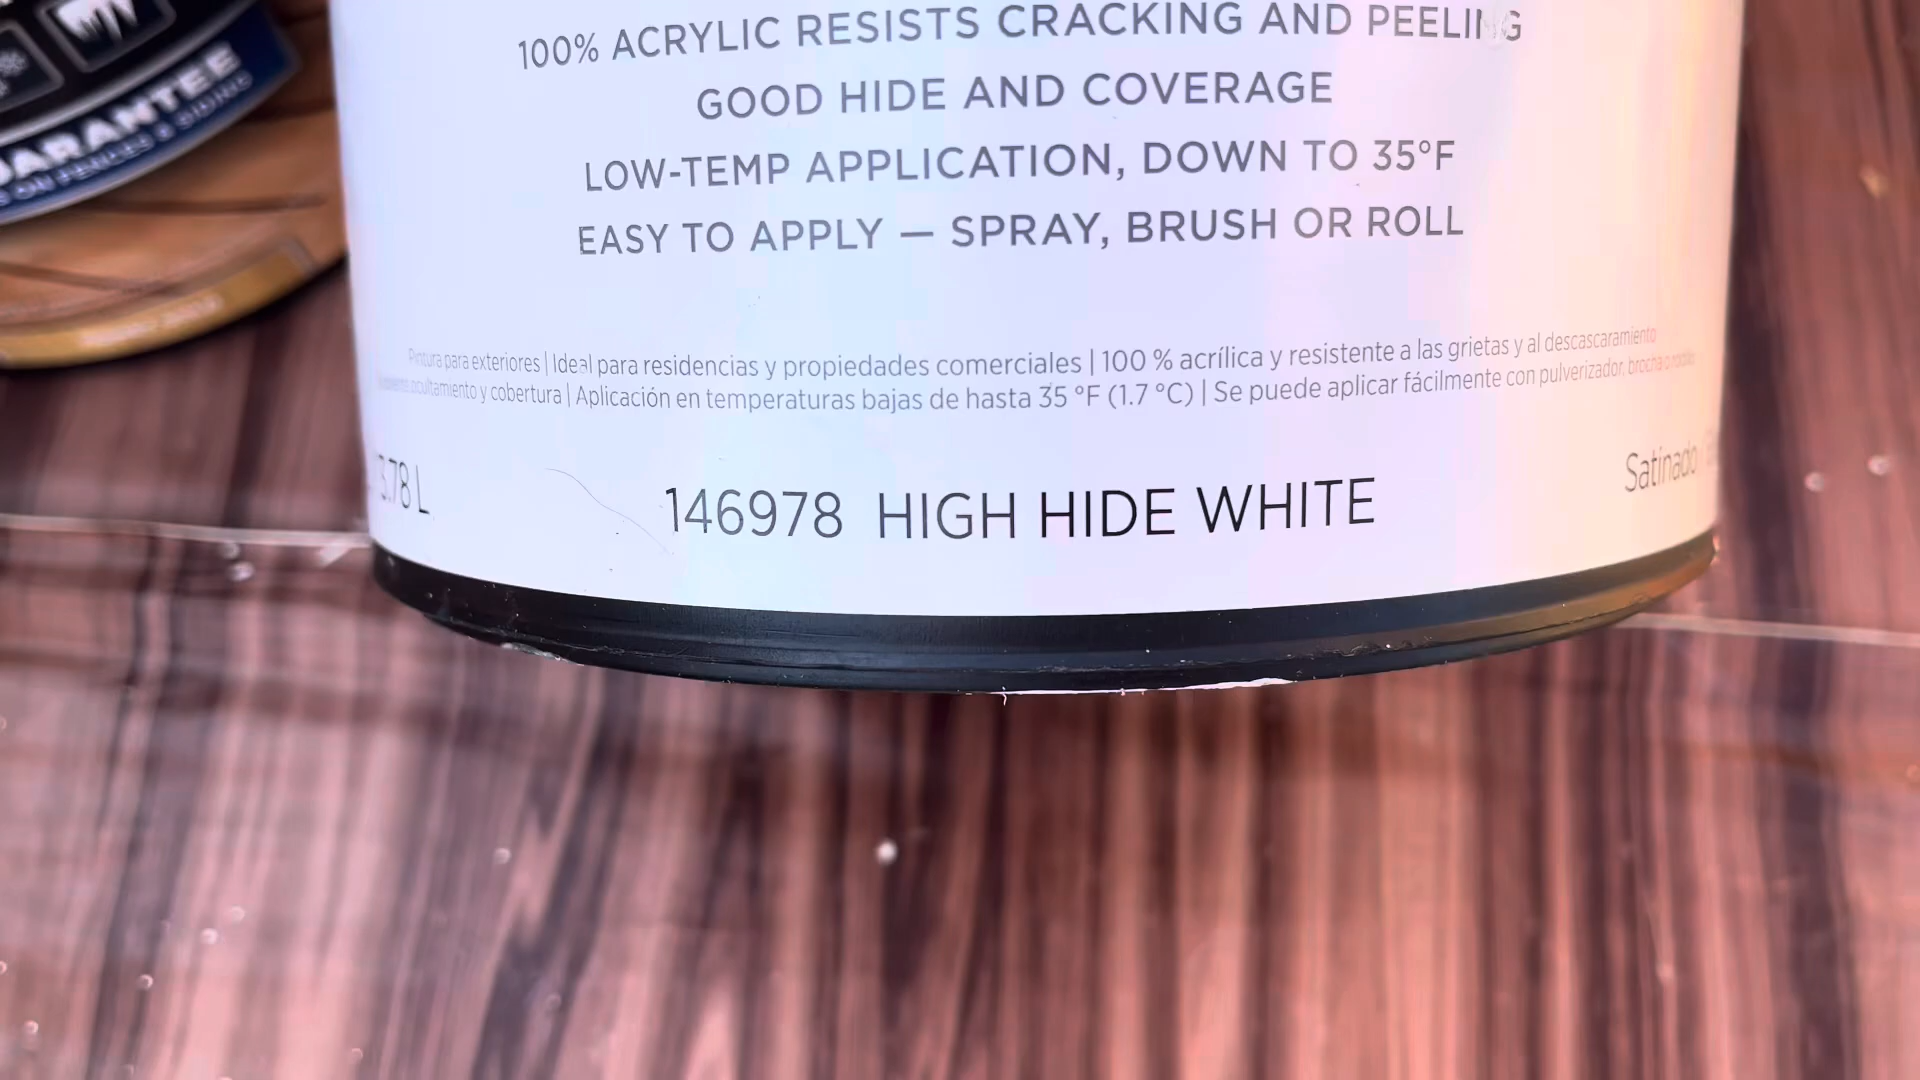 ARANTEE
100% ACRYLIC RESISTS CRACKING AND PEELING
GOOD HIDE AND COVERAGE
LOW-TEMP APPLICATION, DOWN TO 35°F
EASY TO APPLY — SPRAY, BRUSH OR ROLL
Pintura para exteriores | Ideal para residencias y propiedades comerciales | 100 % acrílica y resistente a las grietas y al descascaramiento
ocultamiento y cobertura | Aplicación en temperaturas bajas de hasta 35 °F (1.7 °C) | Se puede aplicar fácilmente con pulverizador, brocha o
3.78 L
146978 HIGH HIDE WHITE
Satinado